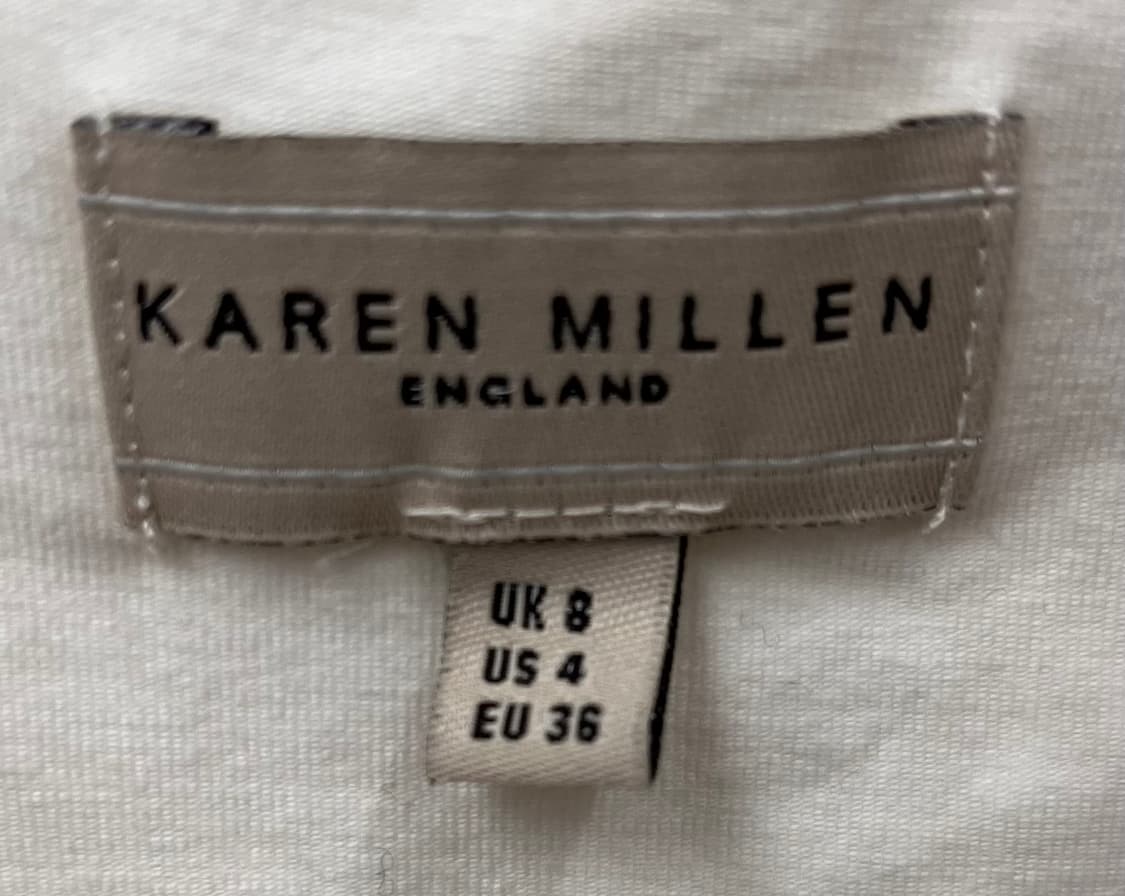 KAREN MILLEN
ENGLAND
UK 8
US 4
EU 36